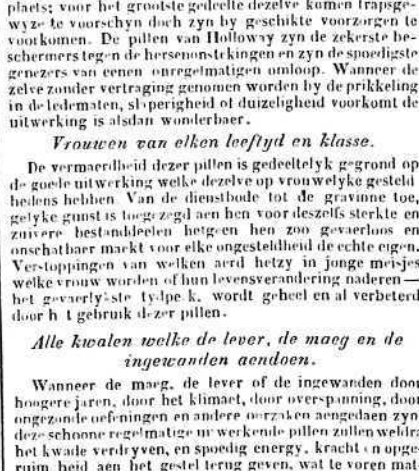 plaets; voor het grootste gedeelte dezelve komen trapsge-
wyze te voorschyn doch zyn by geschikte voorzorgen te
voorkomen. De pillen van Holloway zyn de zekerste be-
schermers tegen de hersenonstekingen en zyn de spoedigste
genezers van eenen onregelmatigen omloop. Wanneer de
zelve zonder vertraging genomen worden by de prikkeling
in de ledematen, slaperigheid of duizeligheid voorkomt de
uitwerking is alsdan wonderbaer.
Vrouwen van elken leeftyd en klasse.
De vermaerdheid dezer pillen is gedeeltelyk gegrond op
de goede uitwerking welke dezelve op vrouwelyke gesteld
hedens hebben Van de dienstbode tot de gravinne toe,
gelyke gunst is toegezegd aen hen voor deszelfs sterkte en
zuivere bestanddeelen hetgeen hen zoo gevaerloos en
onschatbaer maekt voor elke ongesteldheid de echte eigen.
Verstoppingen van welken aerd hetzy in jonge meisjes
welke vrouw worden of hun levensverandering naderen—
het gevaerlykste tydpe k. wordt geheel en al verbeterd
door h t gebruik dezer pillen.
Alle kwalen welke de lever, de maeg en de
ingewanden aendoen.
Wanneer de maeg, de lever of de ingewanden door
hoogere jaren, door het klimaet, door overspanning, door
ongezonde oefeningen en andere oorzaken aengedaen zyn
deze schoone regelmatige werkende pillen zullen weldra
het kwade verdryven, en spoedig energy, kracht en opge
ruim heid aen het gestel terug geven, wat te voren